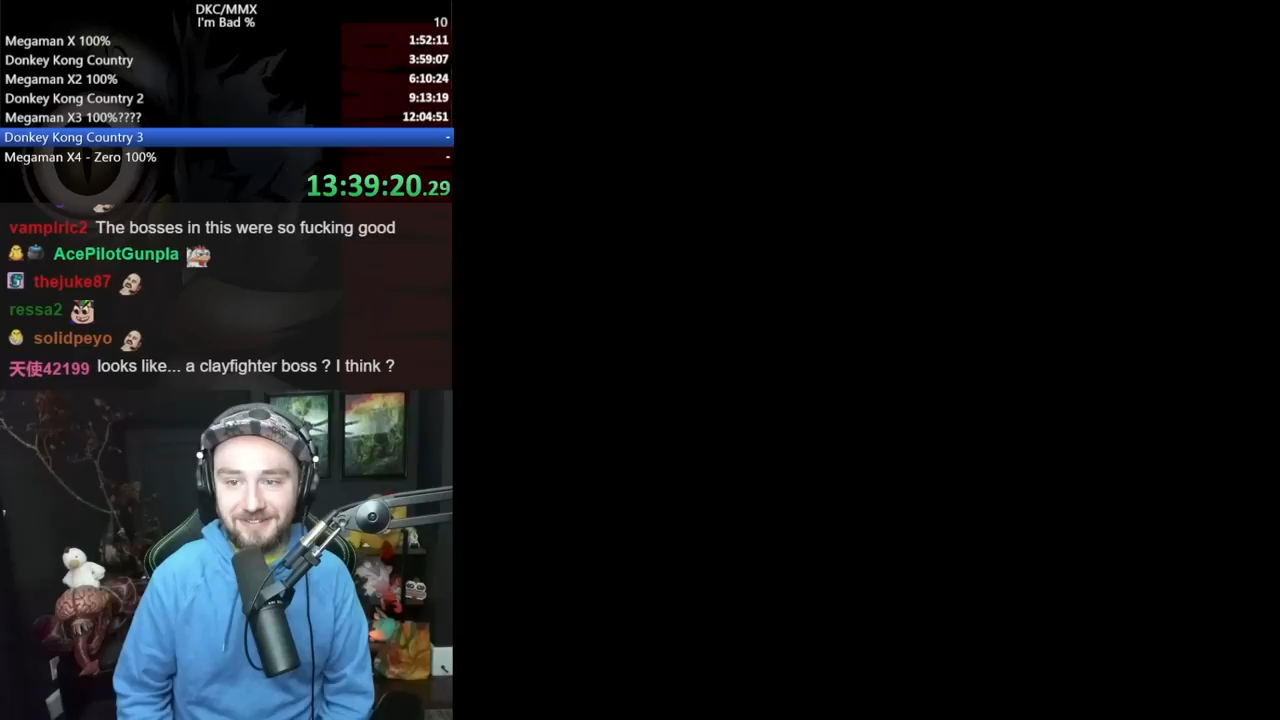 DKC/MMX
I'm Bad %
10
Megaman X 100% 1:52:11
Donkey Kong Country 3:59:07
Megaman X2 100% 6:10:24
Donkey Kong Country 2 9:13:19
Megaman X3 100%???? 12:04:51
Donkey Kong Country 3 -
Megaman X4 - Zero 100% -
13:39:20.29
vampiric2 The bosses in this were so fucking good
AcePilotGunpla
thejuke87
ressa2
solidpeyo
天使42199 looks like... a clayfighter boss ? I think ?